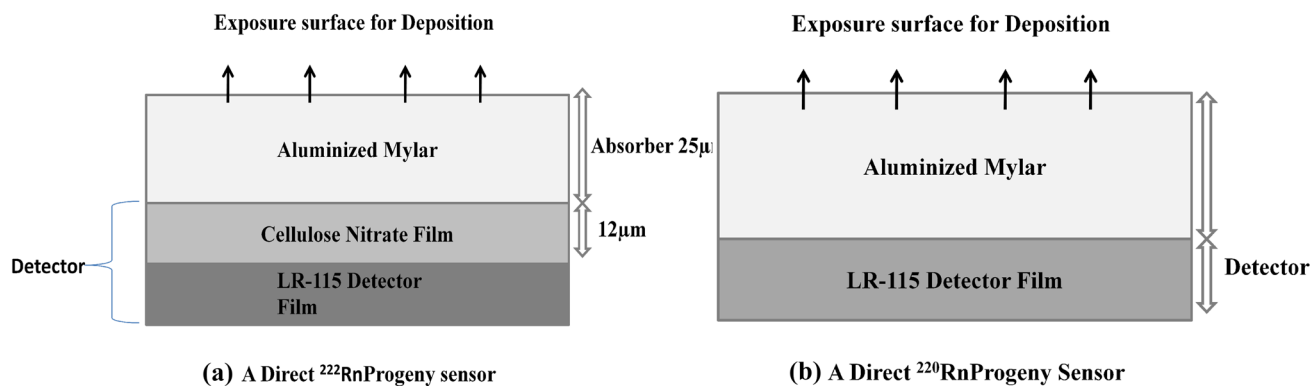 Exposure surface for Deposition
Aluminized Mylar
Absorber 25μ
Cellulose Nitrate Film
12μm
Detector
LR-115 Detector
Film
(a) A Direct ²²²RnProgeny sensor
Exposure surface for Deposition
Aluminized Mylar
LR-115 Detector Film
Detector
(b) A Direct ²²⁰RnProgeny Sensor